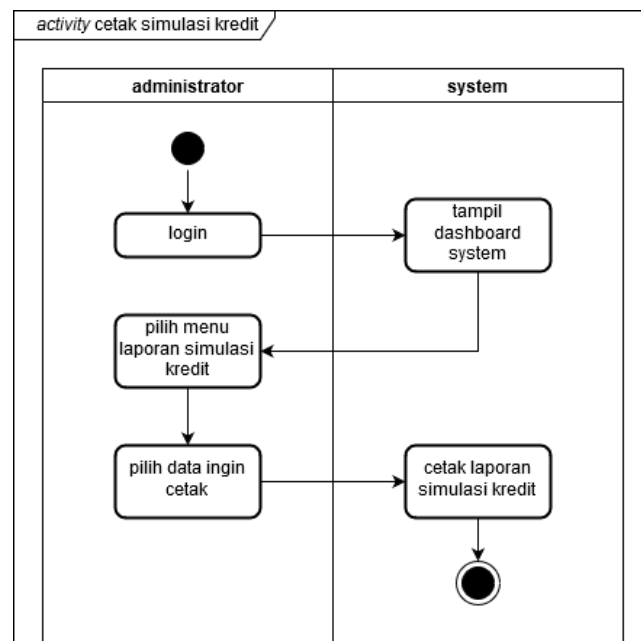 activity cetak simulasi kredit
administrator
system
login
tampil
dashboard
system
pilih menu
laporan simulasi
kredit
pilih data ingin
cetak
cetak laporan
simulasi kredit